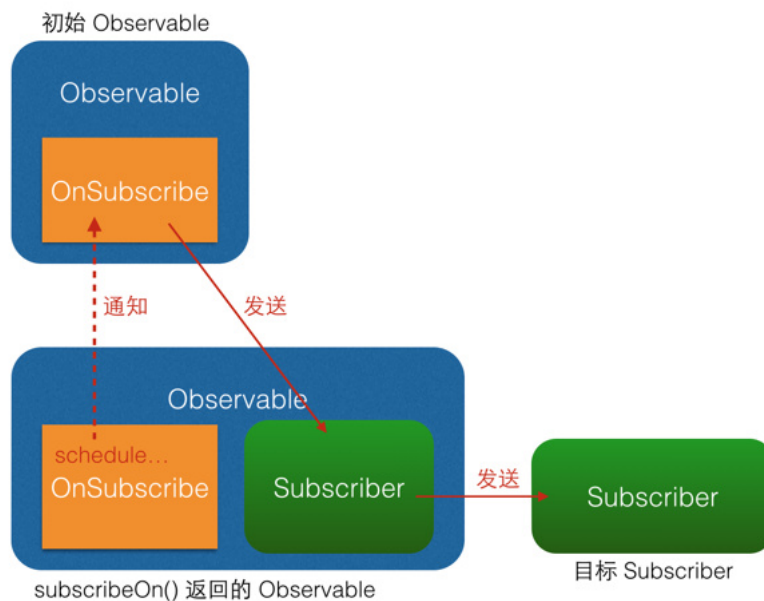 初始 Observable
Observable
OnSubscribe
通知
发送
Observable
schedule…
OnSubscribe
Subscriber
发送
Subscriber
目标 Subscriber
subscribeOn() 返回的 Observable